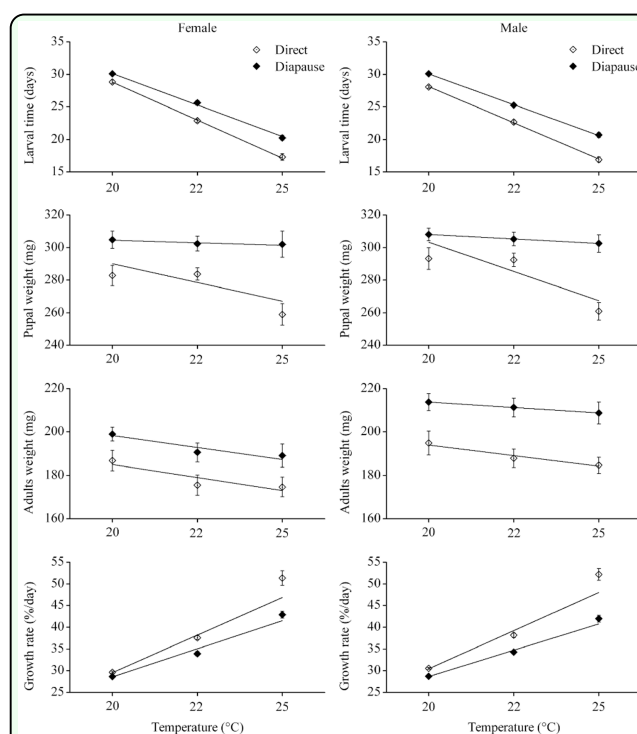 Female
Direct
Diapause
Larval time (days)
35
30
25
20
15
20 22 25
Male
Direct
Diapause
Larval time (days)
35
30
25
20
15
20 22 25
Pupal weight (mg)
320
300
280
260
240
20 22 25
Pupal weight (mg)
320
300
280
260
240
20 22 25
Adults weight (mg)
220
200
180
160
20 22 25
Adults weight (mg)
220
200
180
160
20 22 25
Growth rate (%/day)
55
50
45
40
35
30
25
20 22 25
Temperature (°C)
Growth rate (%/day)
55
50
45
40
35
30
25
20 22 25
Temperature (°C)